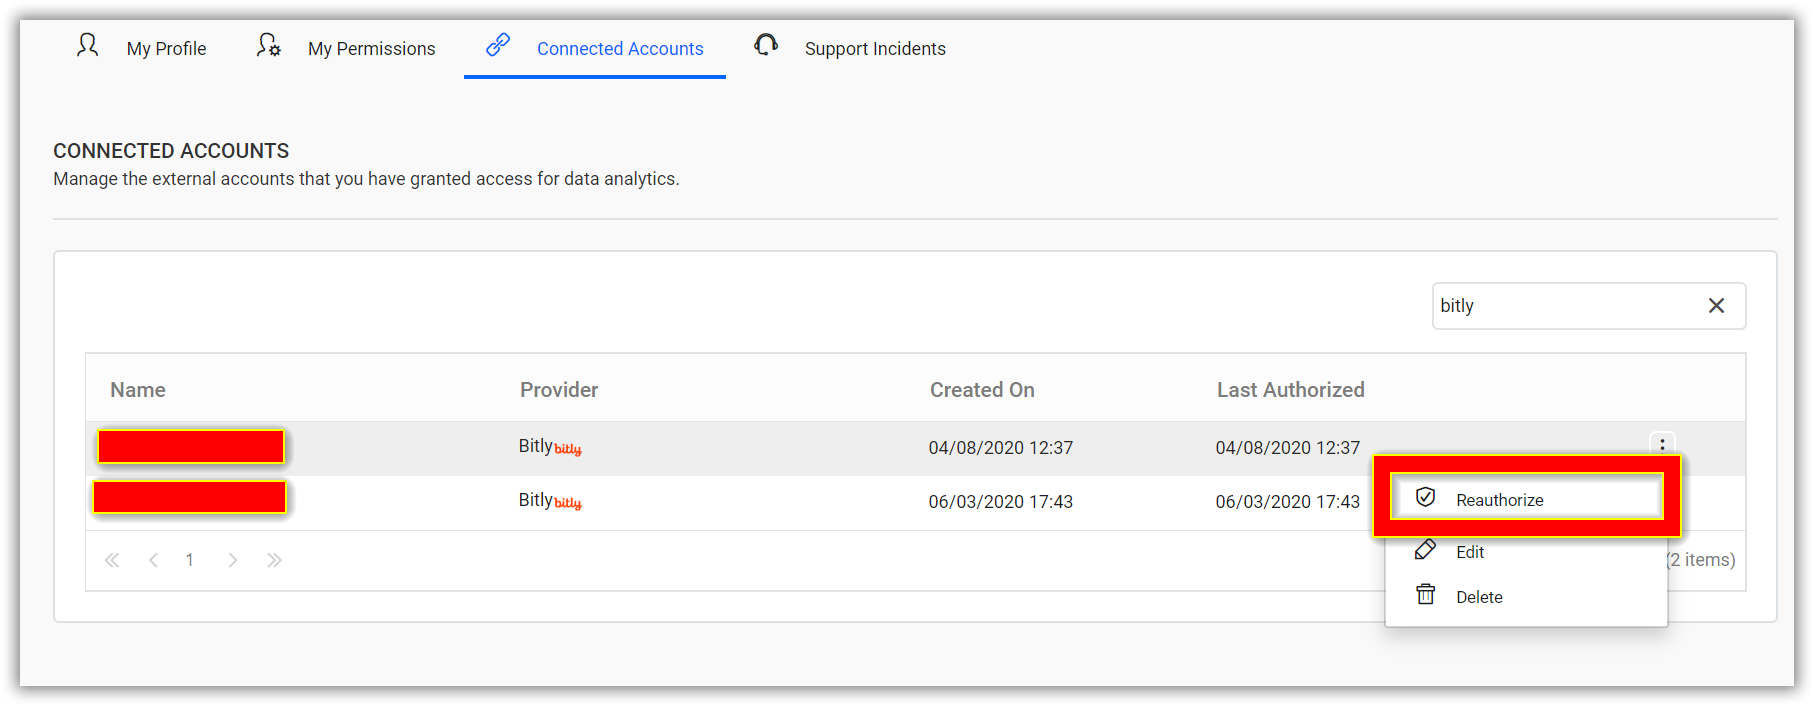 My Profile
My Permissions
Connected Accounts
Support Incidents
CONNECTED ACCOUNTS
Manage the external accounts that you have granted access for data analytics.
bitly
Name Provider Created On Last Authorized
Bitly bitly 04/08/2020 12:37 04/08/2020 12:37
Bitly bitly 06/03/2020 17:43 06/03/2020 17:43
Reauthorize
Edit
Delete
1
(2 items)